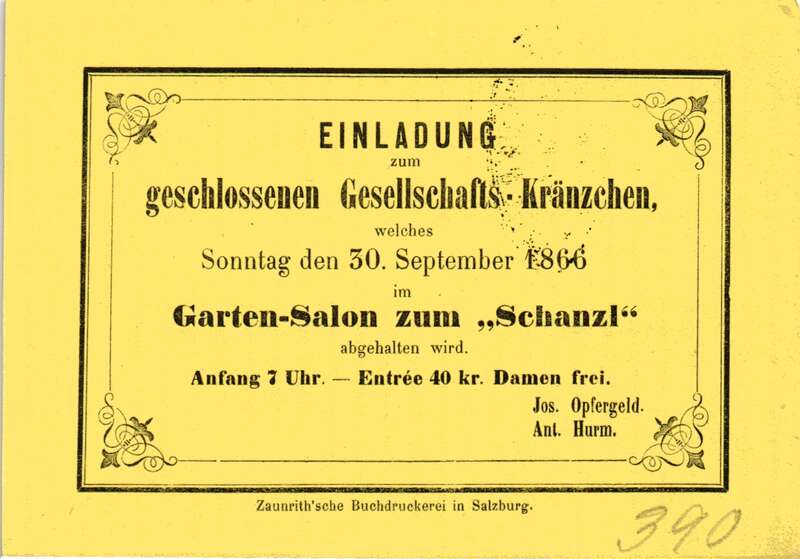 EINLADUNG
zum
geschlossenen Gesellschafts-Kränzchen,
welches
Sonntag den 30. September 1866
im
Garten-Salon zum „Schanzl“
abgehalten wird.
Anfang 7 Uhr. — Entrée 40 kr. Damen frei.
Jos. Opfergeld.
Ant. Hurm.
Zaunrith'sche Buchdruckerei in Salzburg.
390